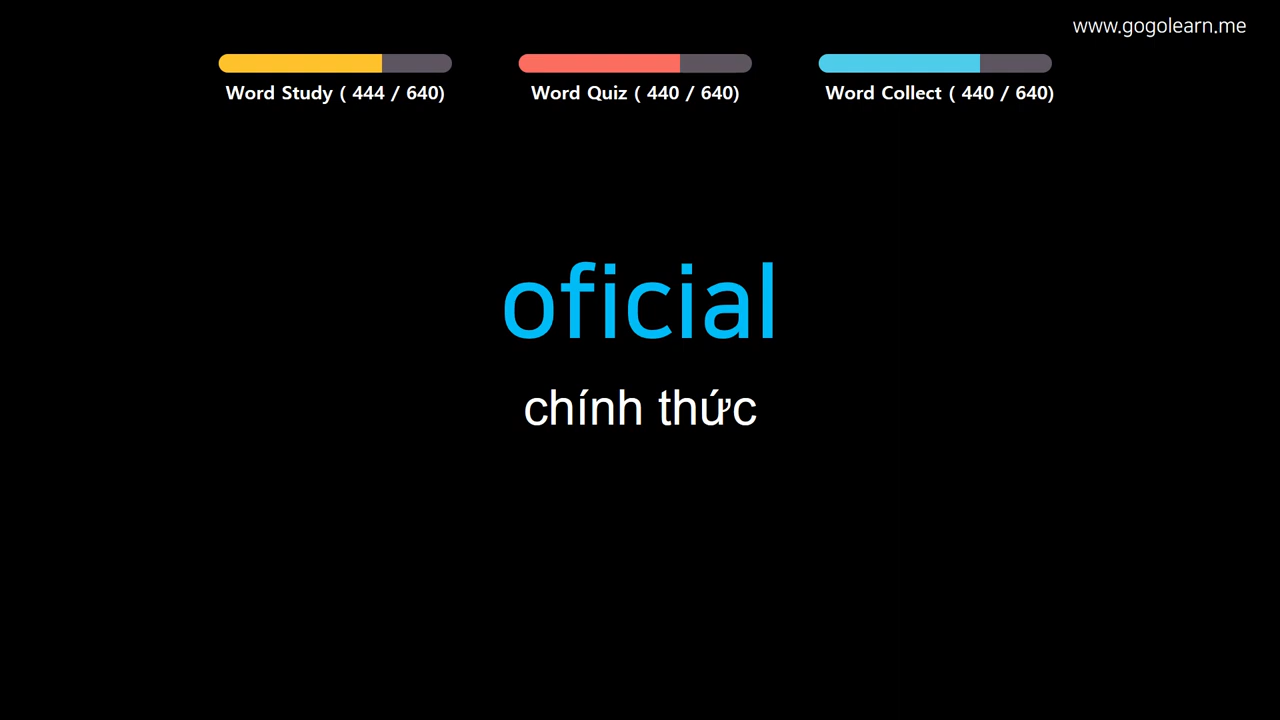 www.gogolearn.me
Word Study ( 444 / 640)
Word Quiz ( 440 / 640)
Word Collect ( 440 / 640)
oficial
chính thức